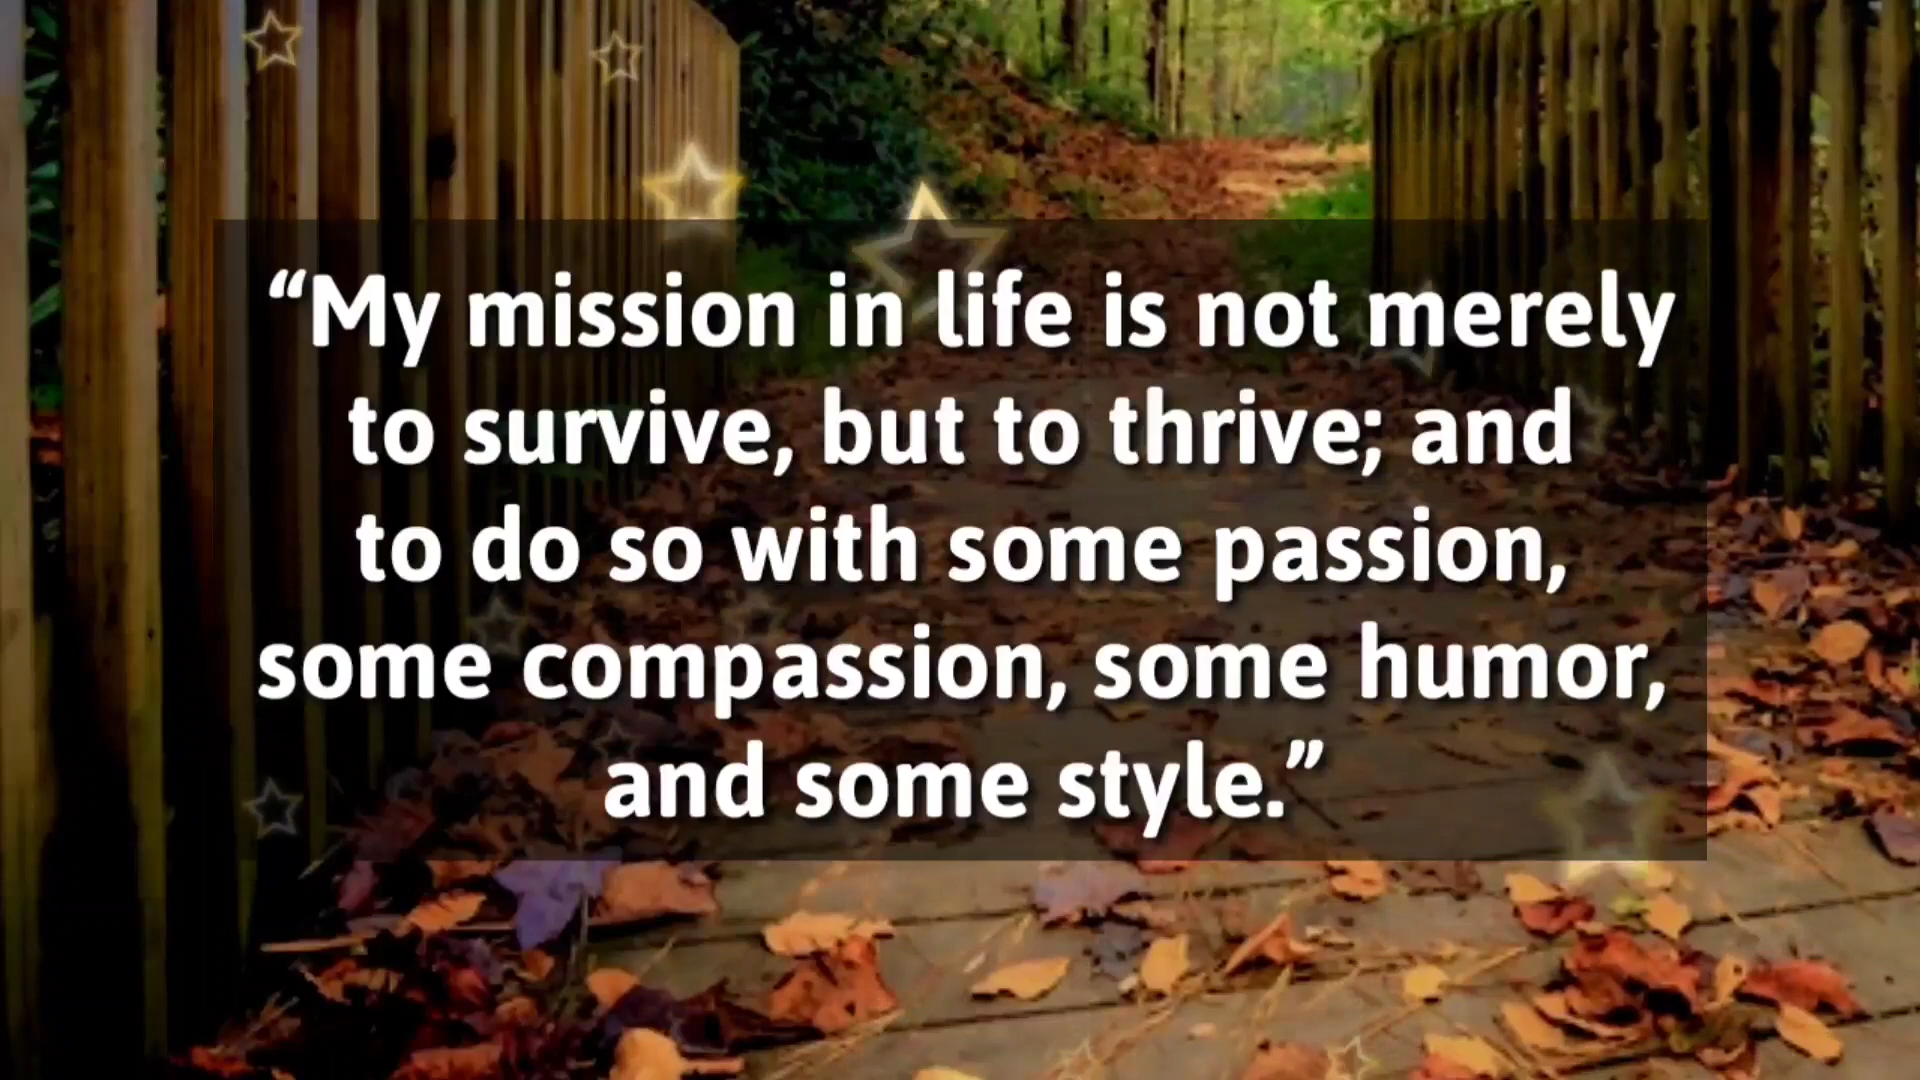 “My mission in life is not merely
to survive, but to thrive; and
to do so with some passion,
some compassion, some humor,
and some style.”